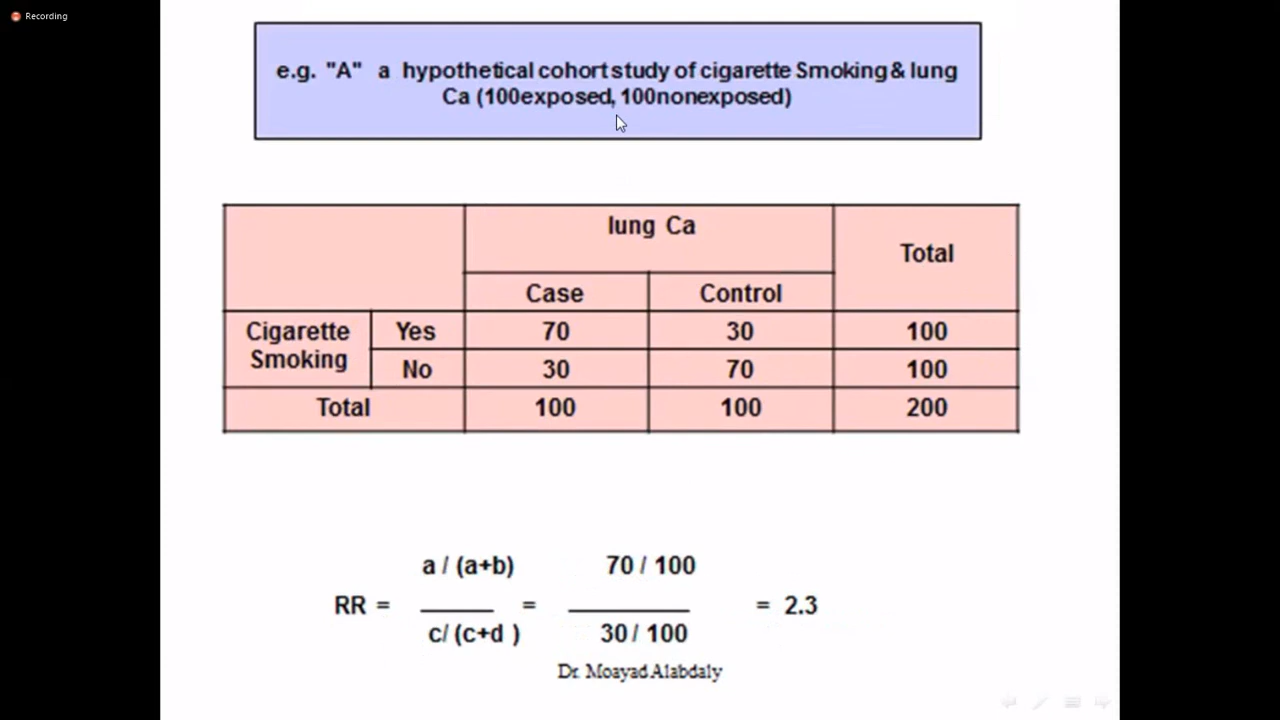 Recording
e.g. "A" a hypothetical cohort study of cigarette Smoking & lung
Ca (100exposed, 100nonexposed)
lung Ca
Total
Case
Control
Cigarette
Smoking
Yes
70
30
100
No
30
70
100
Total
100
100
200
a / (a+b)
70 / 100
RR =
=
= 2.3
c/ (c+d )
30 / 100
Dr. Moayad Alabdaly